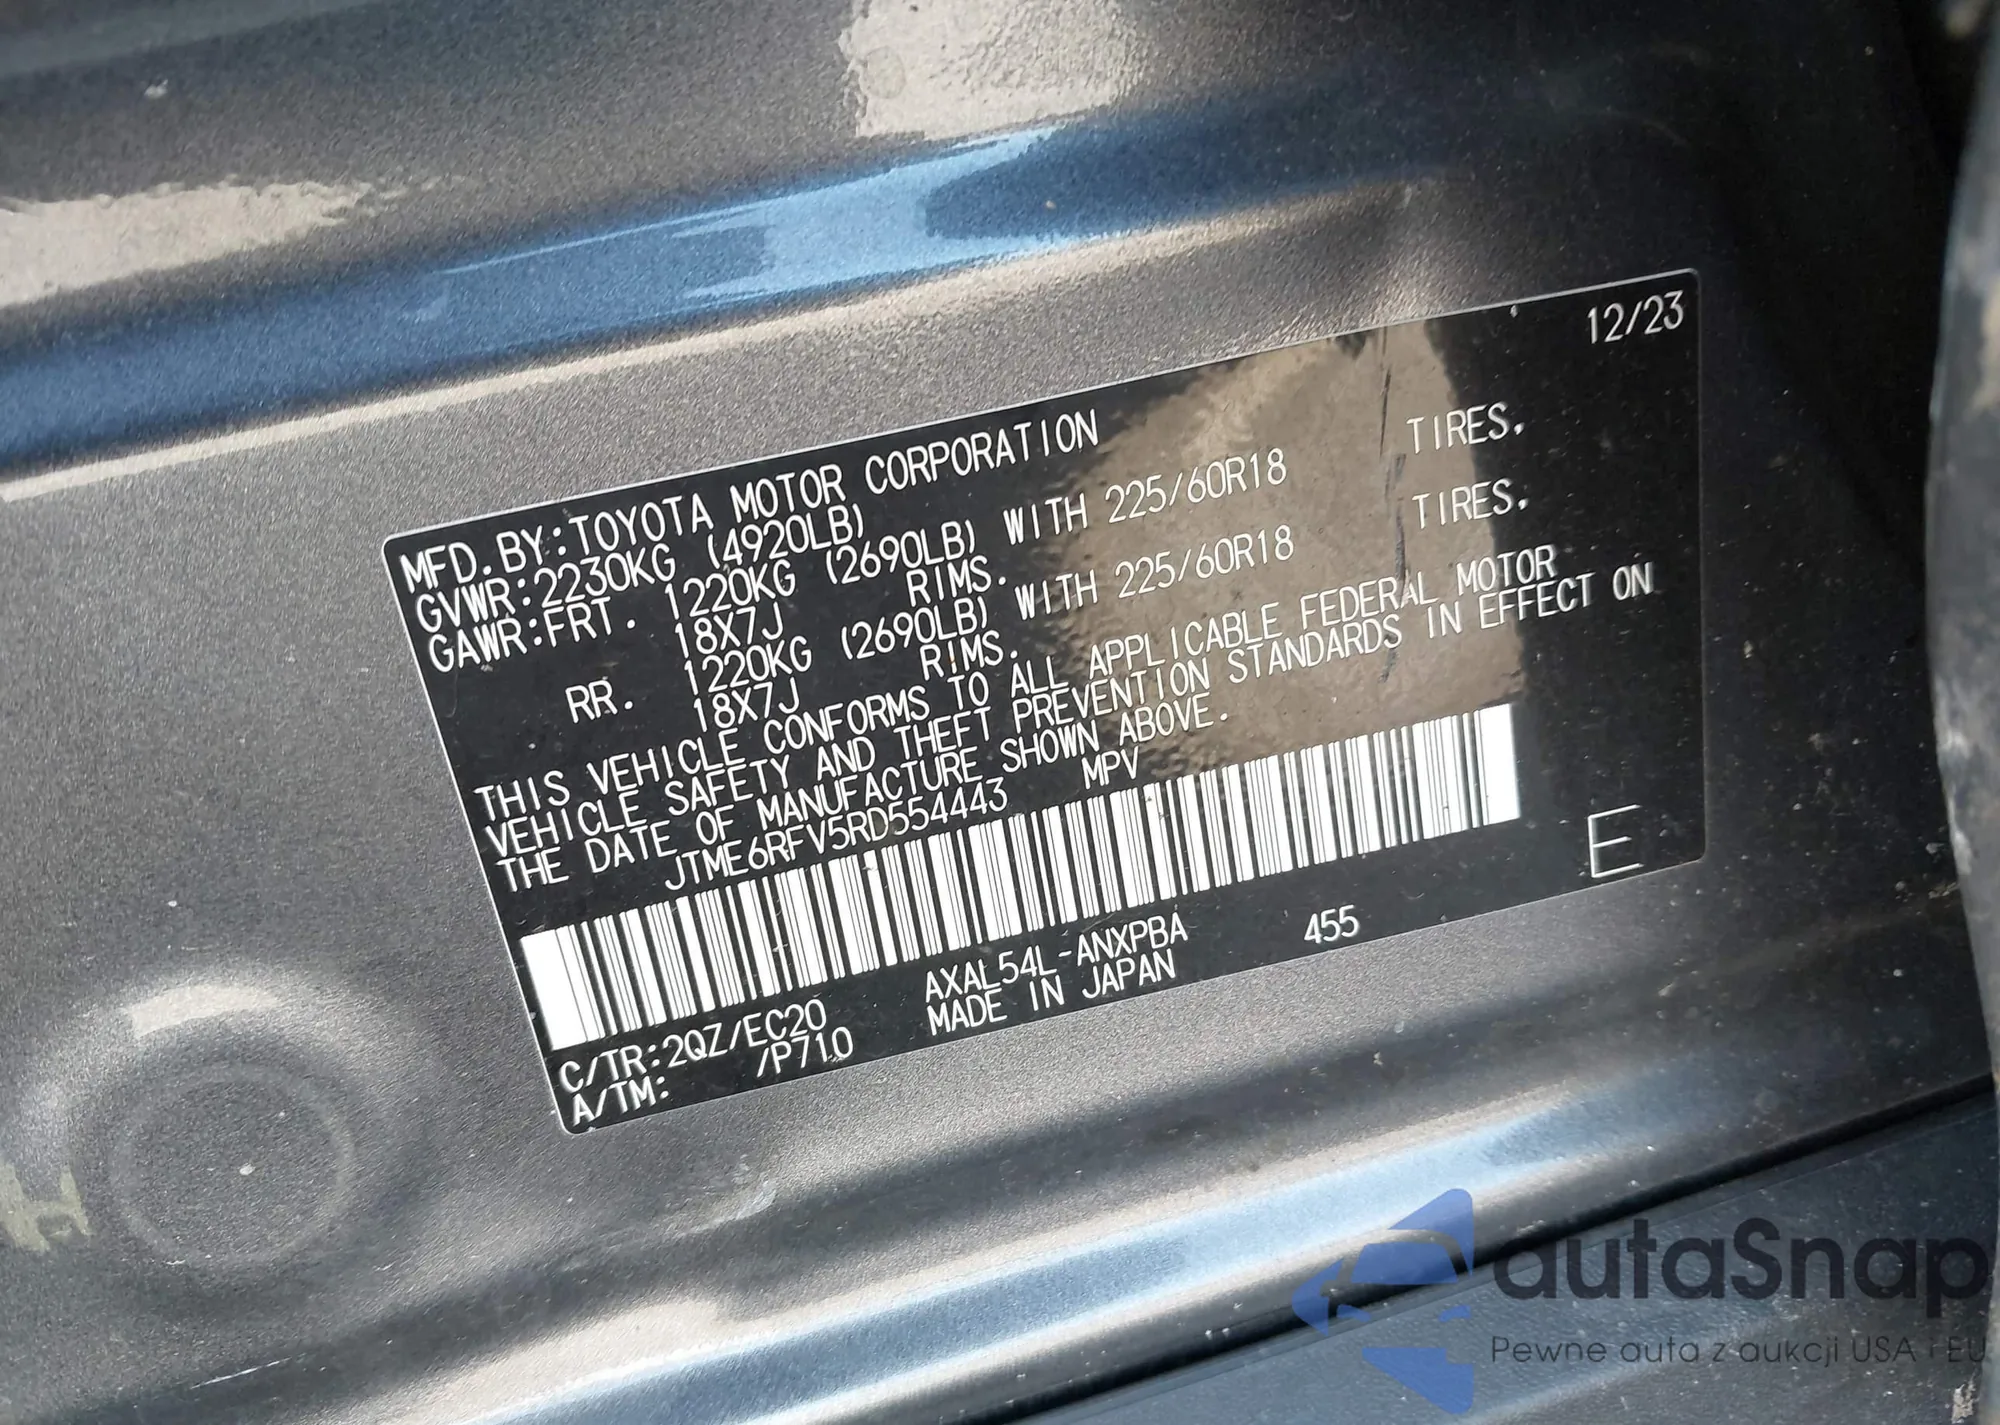 12/23
MFD.BY:TOYOTA MOTOR CORPORATION
GVWR:2230KG (4920LB)
GAWR:FRT. 1220KG (2690LB) WITH 225/60R18 TIRES,
18X7J RIMS.
RR. 1220KG (2690LB) WITH 225/60R18 TIRES,
18X7J RIMS.
THIS VEHICLE CONFORMS TO ALL APPLICABLE FEDERAL MOTOR
VEHICLE SAFETY AND THEFT PREVENTION STANDARDS IN EFFECT ON
THE DATE OF MANUFACTURE SHOWN ABOVE.
JTME6RFV5RD554443 MPV
E
AXAL54L-ANXPBA 455
C/TR:2QZ/EC20 MADE IN JAPAN
A/TM: /P710
autaSnap
Pewne auta z aukcji USA i EU